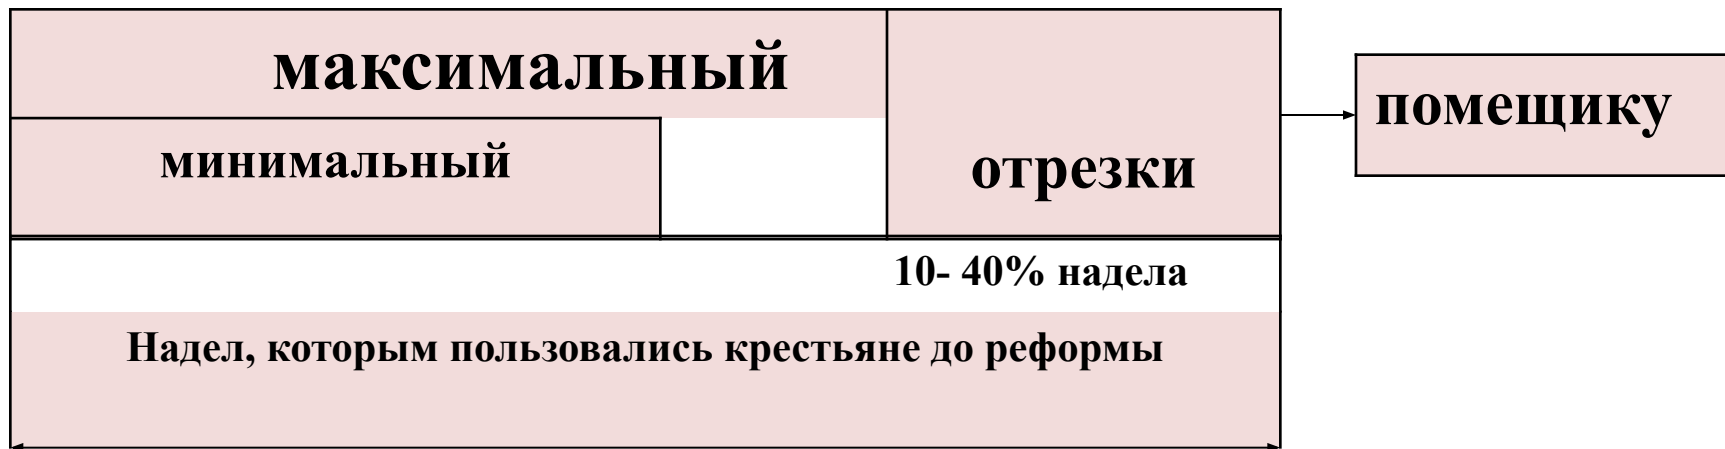 максимальный
помещику
минимальный
отрезки
10- 40% надела
Надел, которым пользовались крестьяне до реформы